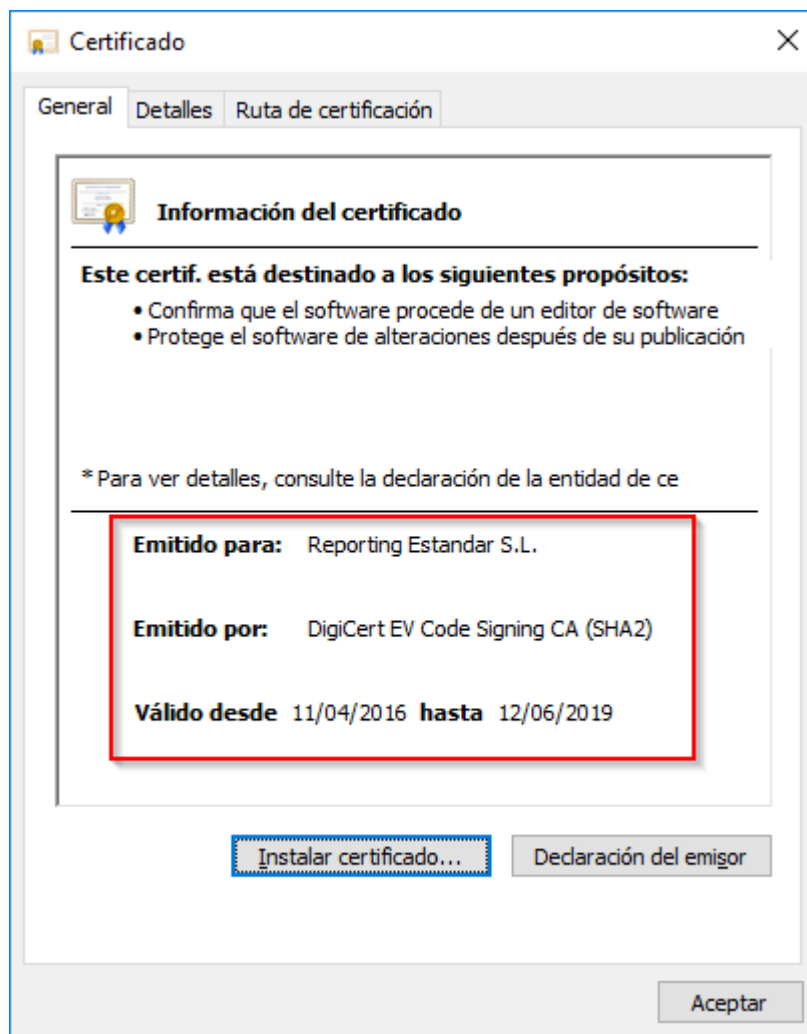 Certificado
General Detalles Ruta de certificación
Información del certificado
Este certif. está destinado a los siguientes propósitos:
• Confirma que el software procede de un editor de software
• Protege el software de alteraciones después de su publicación
* Para ver detalles, consulte la declaración de la entidad de ce
Emitido para: Reporting Estandar S.L.
Emitido por: DigiCert EV Code Signing CA (SHA2)
Válido desde 11/04/2016 hasta 12/06/2019
Instalar certificado... Declaración del emisor
Aceptar